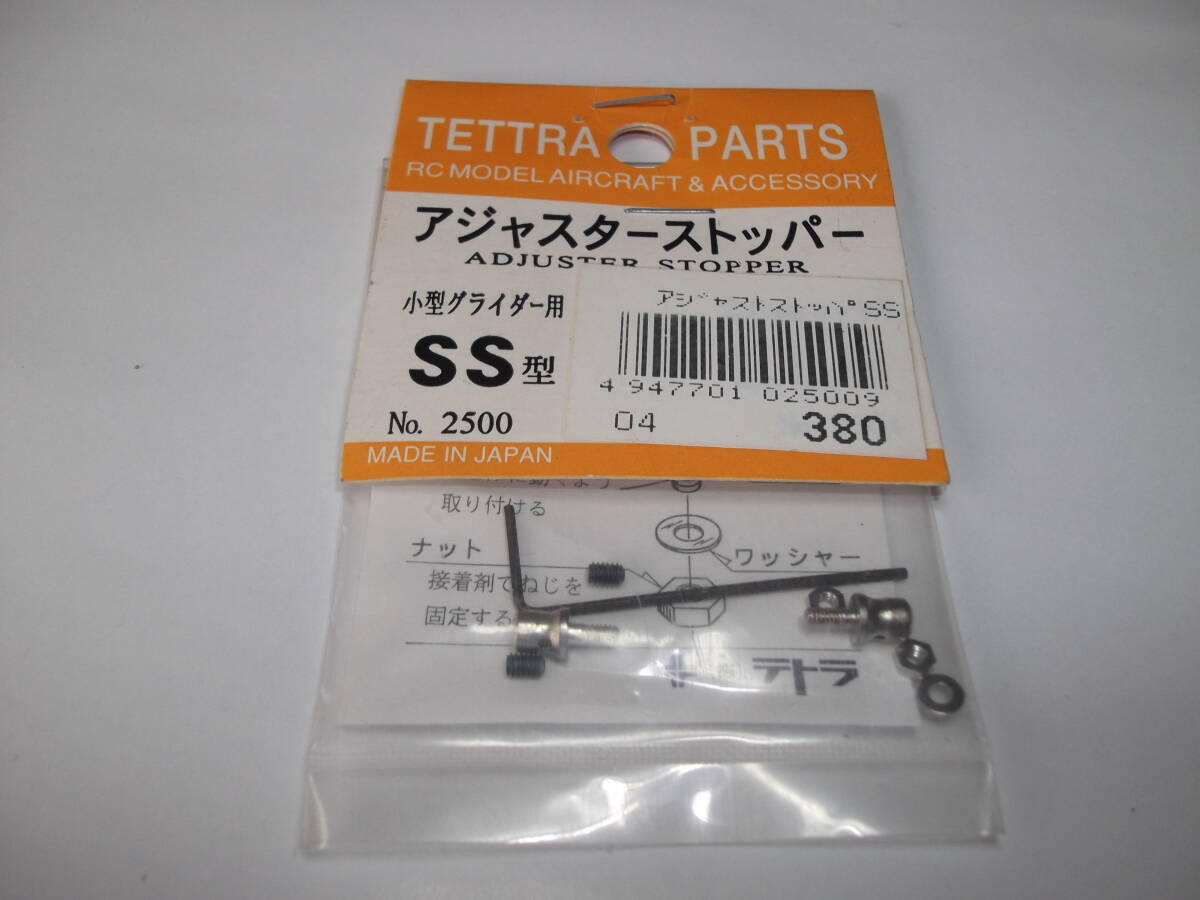 TETTRA PARTS
RC MODEL AIRCRAFT & ACCESSORY
アジャスターストッパー
ADJUSTER STOPPER
小型グライダー用
SS型
No. 2500
MADE IN JAPAN
アジャストストッパSS
4 947701 025009
04 380
取り付ける
ナット
接着剤でねじを
固定する
ワッシャー
テトラ